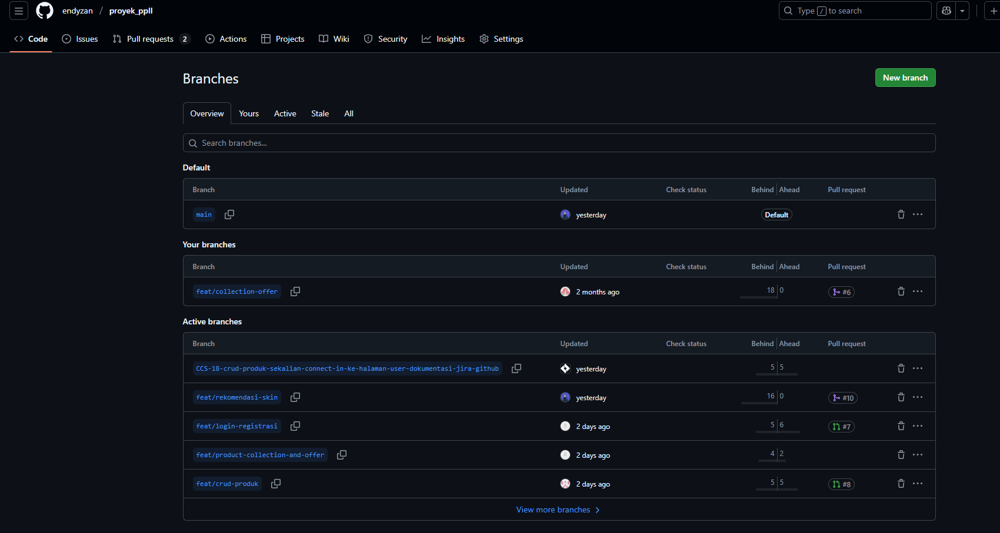 endyzan / proyek_ppll
Type / to search
Code
Issues
Pull requests 2
Actions
Projects
Wiki
Security
Insights
Settings
Branches
New branch
Overview
Yours
Active
Stale
All
Search branches...
Default
Branch Updated Check status Behind Ahead Pull request
main yesterday Default
Your branches
Branch Updated Check status Behind Ahead Pull request
feat/collection-offer 2 months ago 18 0 #6
Active branches
Branch Updated Check status Behind Ahead Pull request
CCS-18-crud-produk-sekalian-connect-in-ke-halaman-user-dokumentasi-jira-github yesterday 5 5
feat/rekomendasi-skin yesterday 16 0 #10
feat/login-registrasi 2 days ago 5 6 #7
feat/product-collection-and-offer 2 days ago 4 2
feat/crud-produk 2 days ago 5 5 #8
View more branches